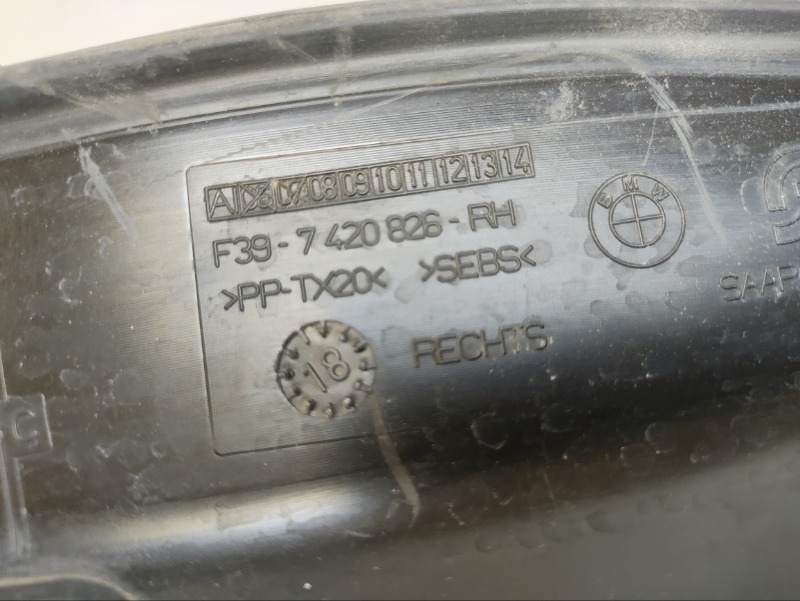 AI 06 07 08 09 10 11 12 13 14
F39 - 7 420 826 - RH
>PP-TX20< >SEBS<
18 RECHTS
BMW
C